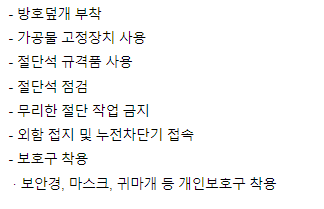 - 방호덮개 부착
- 가공물 고정장치 사용
- 절단석 규격품 사용
- 절단석 점검
- 무리한 절단 작업 금지
- 외함 접지 및 누전차단기 접속
- 보호구 착용
· 보안경, 마스크, 귀마개 등 개인보호구 착용